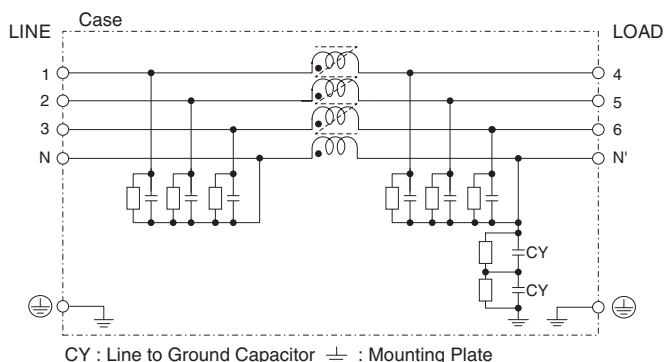 Case
LINE
LOAD
1
4
2
5
3
6
N
N'
CY
CY
CY : Line to Ground Capacitor ⏚ : Mounting Plate